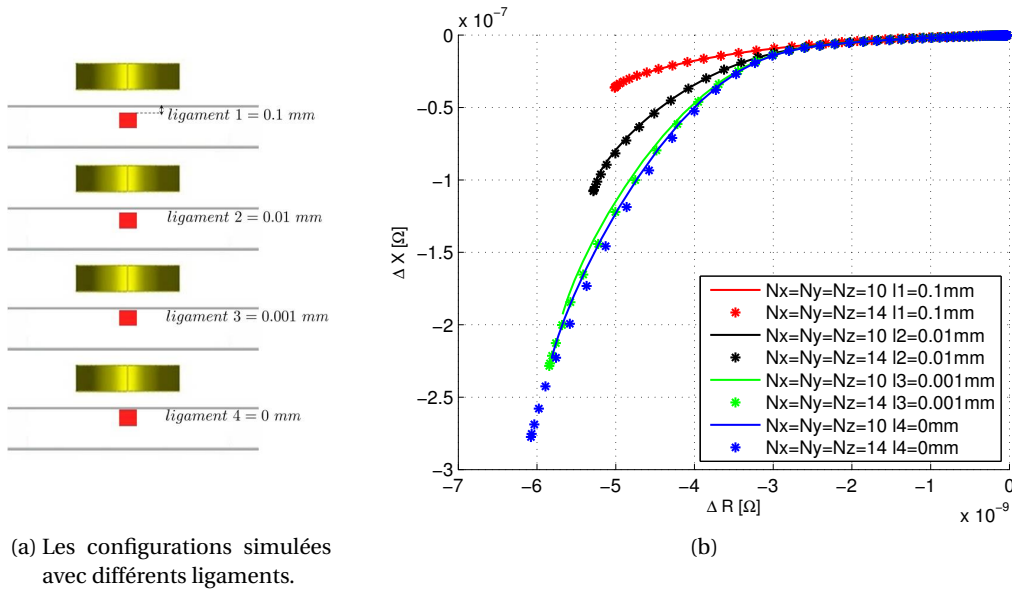 ligament 1 = 0.1 mm
ligament 2 = 0.01 mm
ligament 3 = 0.001 mm
ligament 4 = 0 mm
(a) Les configurations simulées
avec différents ligaments.
x 10⁻⁷
0
−0.5
−1
−1.5
−2
−2.5
−3
Δ X [Ω]
−7 −6 −5 −4 −3 −2 −1 0
Δ R [Ω]
x 10⁻⁹
Nx=Ny=Nz=10 l1=0.1mm
Nx=Ny=Nz=14 l1=0.1mm
Nx=Ny=Nz=10 l2=0.01mm
Nx=Ny=Nz=14 l2=0.01mm
Nx=Ny=Nz=10 l3=0.001mm
Nx=Ny=Nz=14 l3=0.001mm
Nx=Ny=Nz=10 l4=0mm
Nx=Ny=Nz=14 l4=0mm
(b)